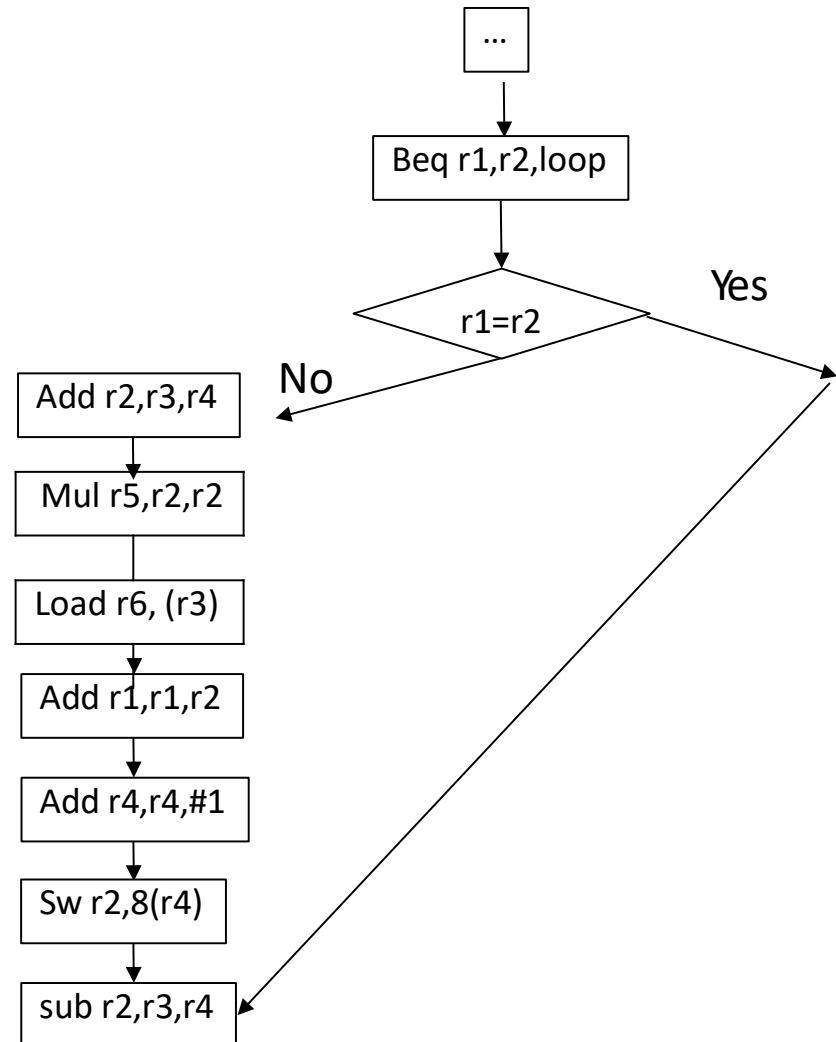 ...
Beq r1,r2,loop
r1=r2
Yes
No
Add r2,r3,r4
Mul r5,r2,r2
Load r6, (r3)
Add r1,r1,r2
Add r4,r4,#1
Sw r2,8(r4)
sub r2,r3,r4